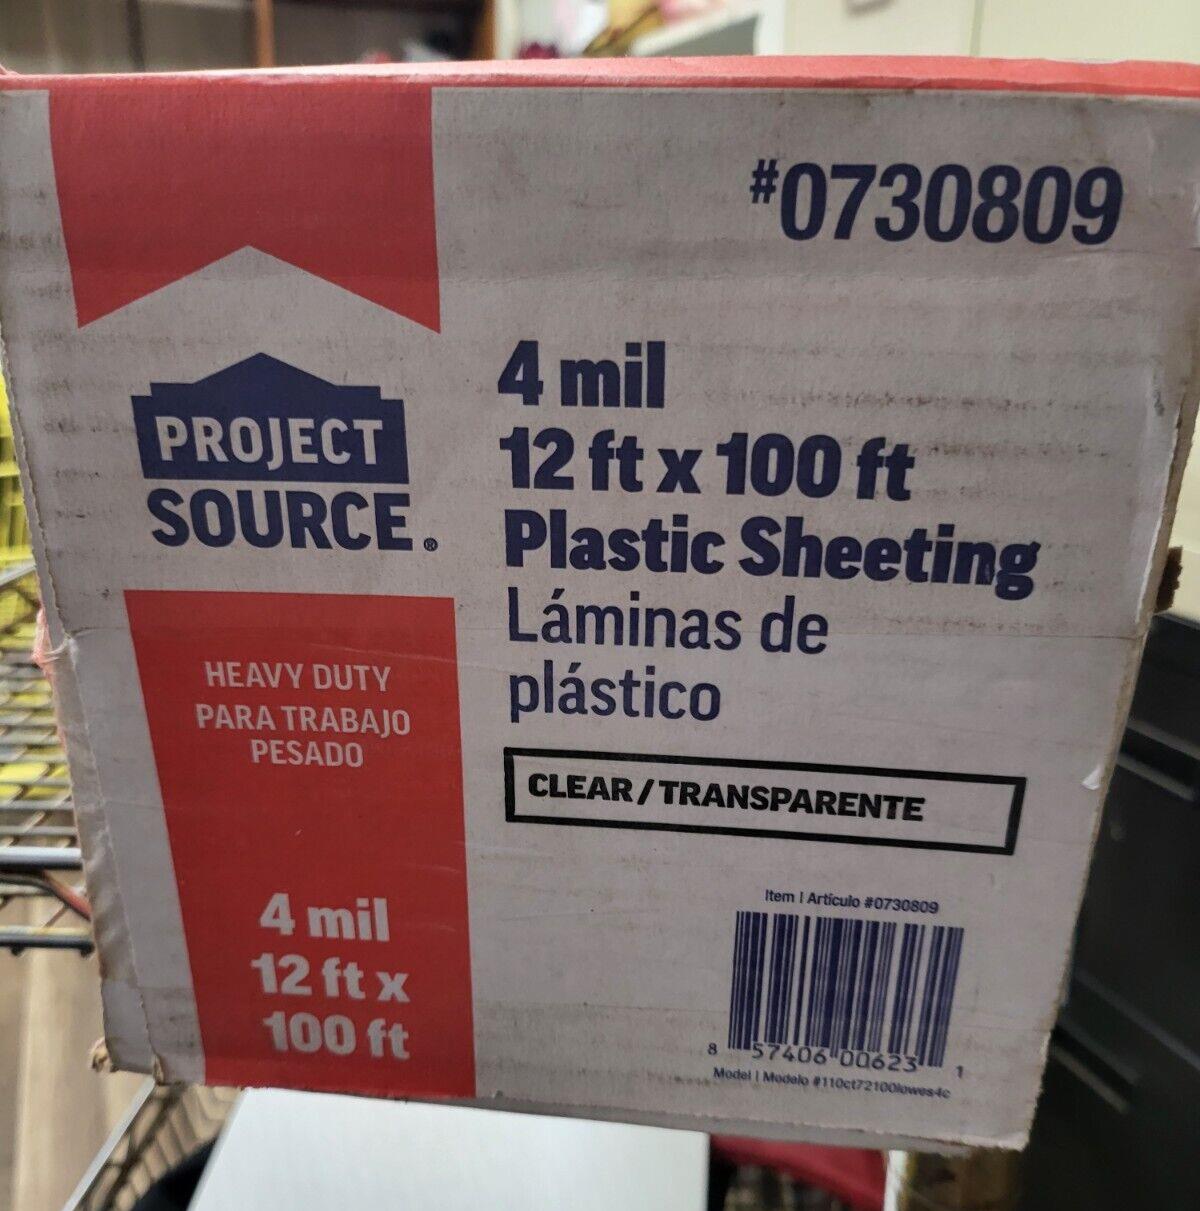 #0730809
PROJECT
SOURCE®
4 mil
12 ft x 100 ft
Plastic Sheeting
Láminas de
plástico
CLEAR/TRANSPARENTE
HEAVY DUTY
PARA TRABAJO
PESADO
4 mil
12 ft x
100 ft
Item | Artículo #0730809
8 57406 00623 1
Model | Modelo #110ct72100lowes4c